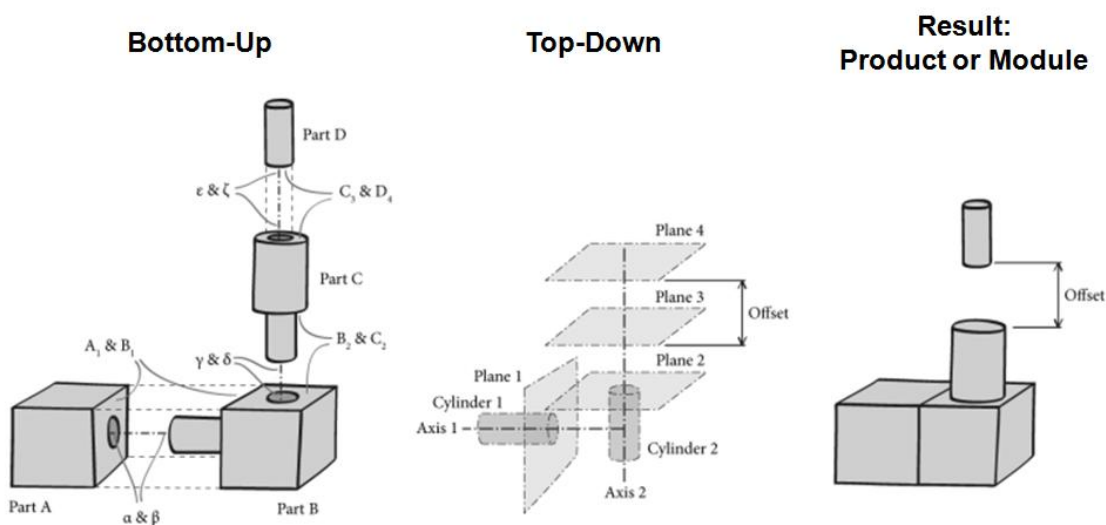 Bottom-Up
Part D
ε & ζ
C₃ & D₄
Part C
B₂ & C₂
A₁ & B₁
γ & δ
Part A
α & β
Part B
Top-Down
Plane 4
Plane 3
Offset
Plane 2
Plane 1
Cylinder 1
Axis 1
Cylinder 2
Axis 2
Result:
Product or Module
Offset